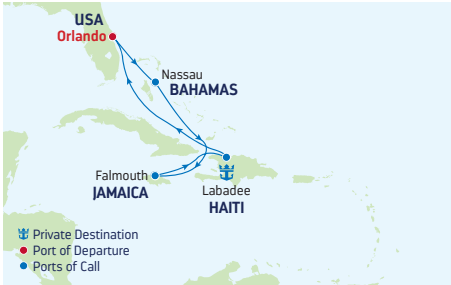 USA
Orlando
Nassau
BAHAMAS
Falmouth
JAMAICA
Labadee
HAITI
Private Destination
Port of Departure
Ports of Call